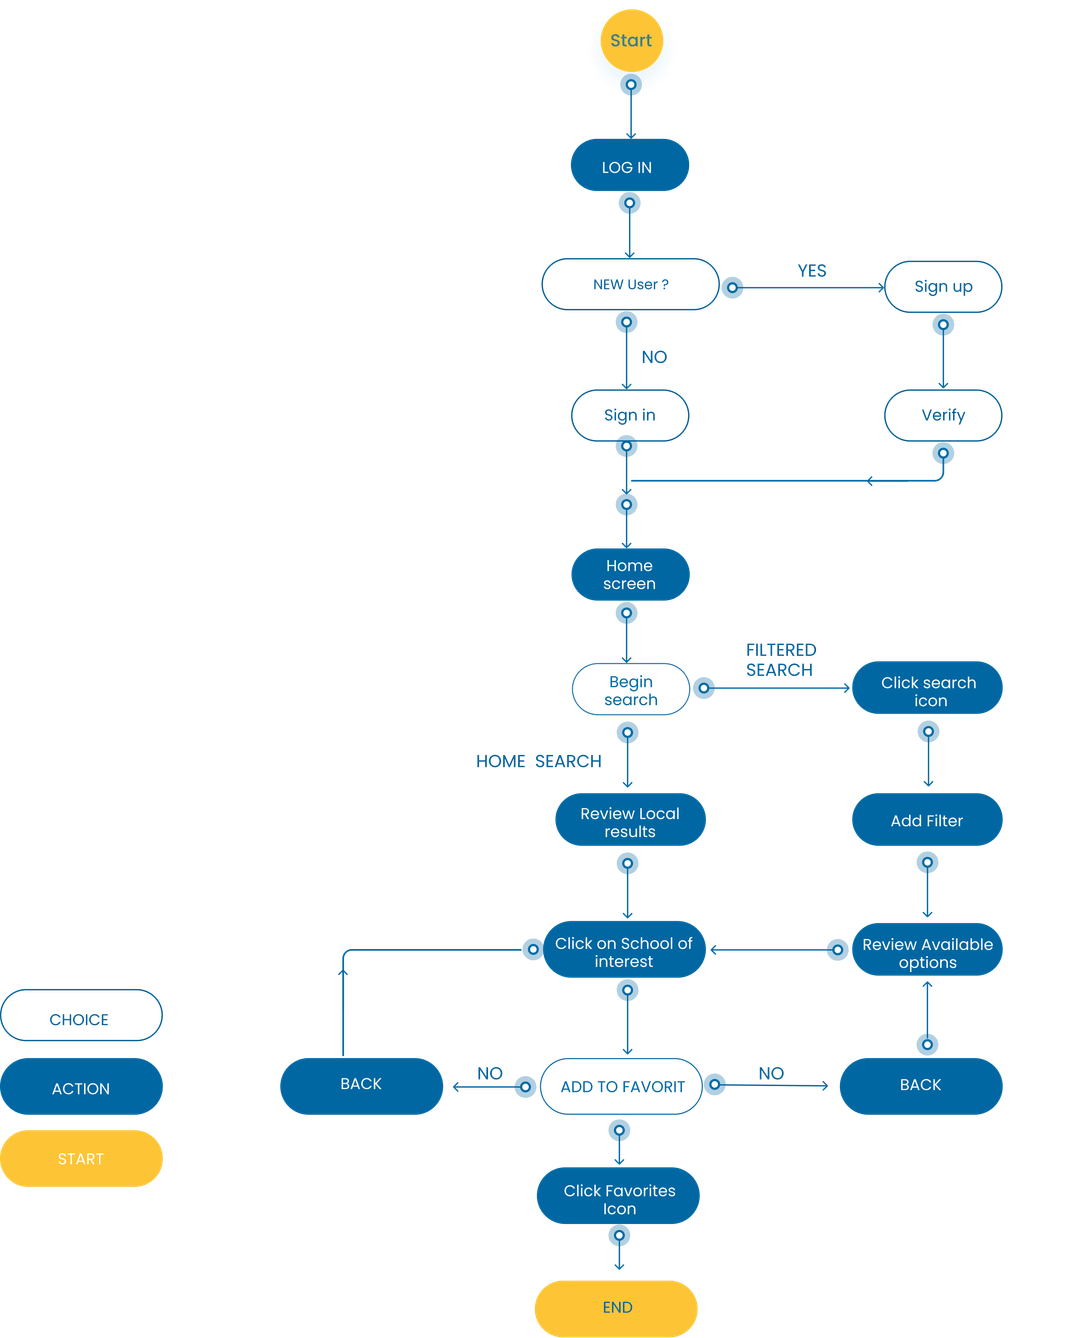 Start
LOG IN
NEW User ?
YES
Sign up
NO
Sign in
Verify
Home
screen
Begin
search
FILTERED
SEARCH
Click search
icon
HOME SEARCH
Review Local
results
Add Filter
Click on School of
interest
Review Available
options
CHOICE
ACTION
START
BACK
NO
ADD TO FAVORIT
NO
BACK
Click Favorites
Icon
END